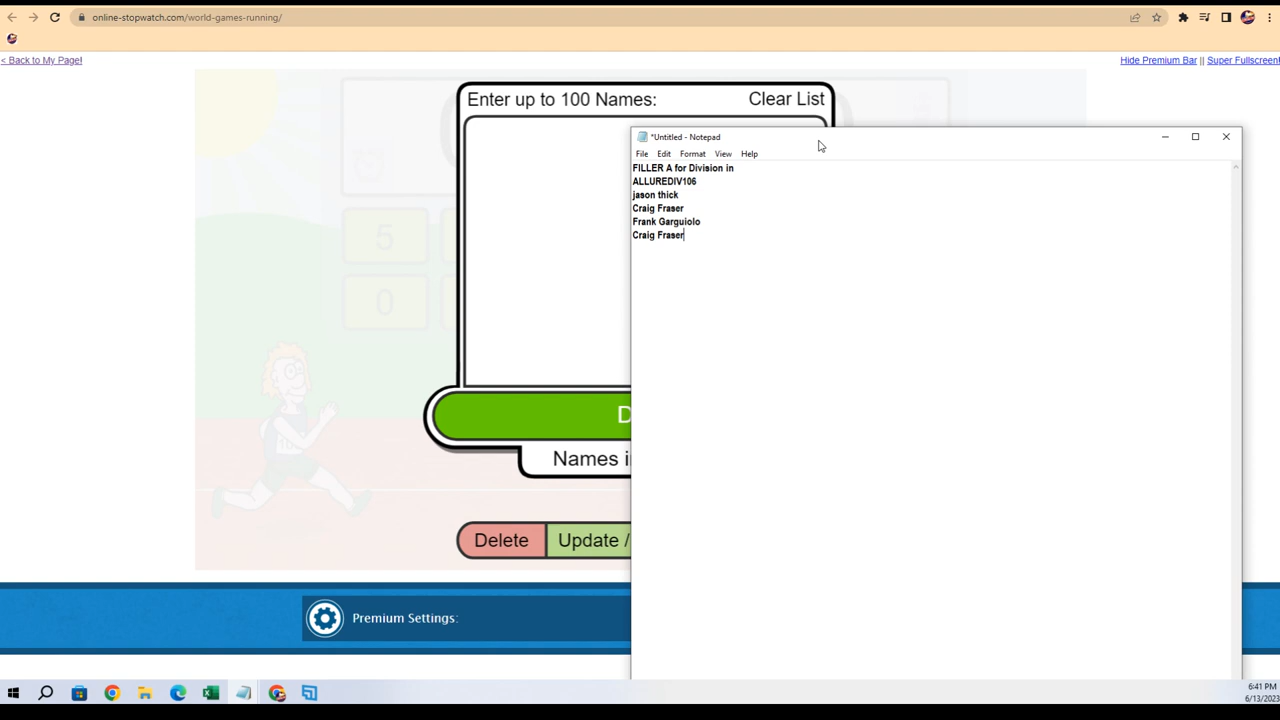 online-stopwatch.com/world-games-running/
< Back to My Page!
Hide Premium Bar || Super Fullscreen!
Enter up to 100 Names:
Clear List
*Untitled - Notepad
File Edit Format View Help
FILLER A for Division in
ALLUREDIV106
jason thick
Craig Fraser
Frank Garguiolo
Craig Fraser
5
0
Names
Delete
Update /
Premium Settings:
6:41 PM
6/13/2023